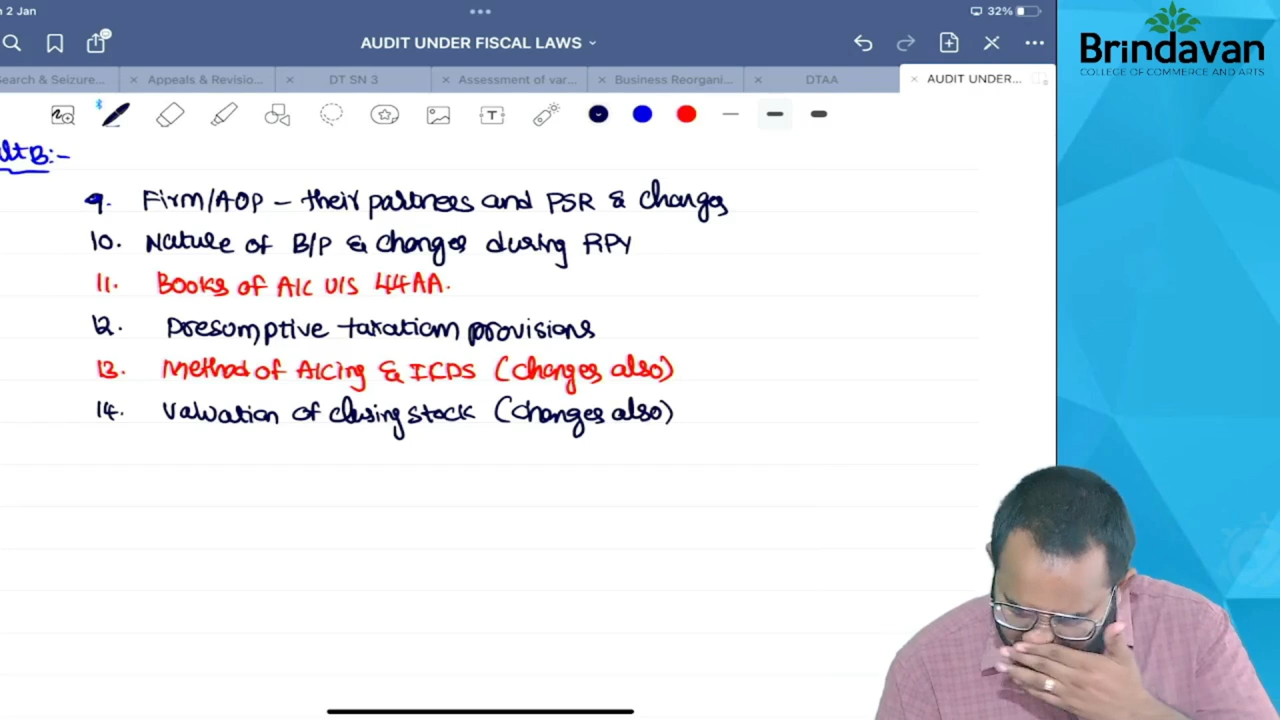 2 Jan
32%
AUDIT UNDER FISCAL LAWS
Brindavan
COLLEGE OF COMMERCE AND ARTS
earch & Seizure...
Appeals & Revisio...
DT SN 3
Assessment of var...
Business Reorgani...
DTAA
AUDIT UNDER...
B:-
9. Firm/AOP - their partners and PSR & changes
10. Nature of B/P & changes during RPY
11. Books of A/C U/S 44AA.
12. Presumptive taxation provisions
13. Method of A/Cing & ICDS (changes also)
14. Valuation of closing stock (changes also)